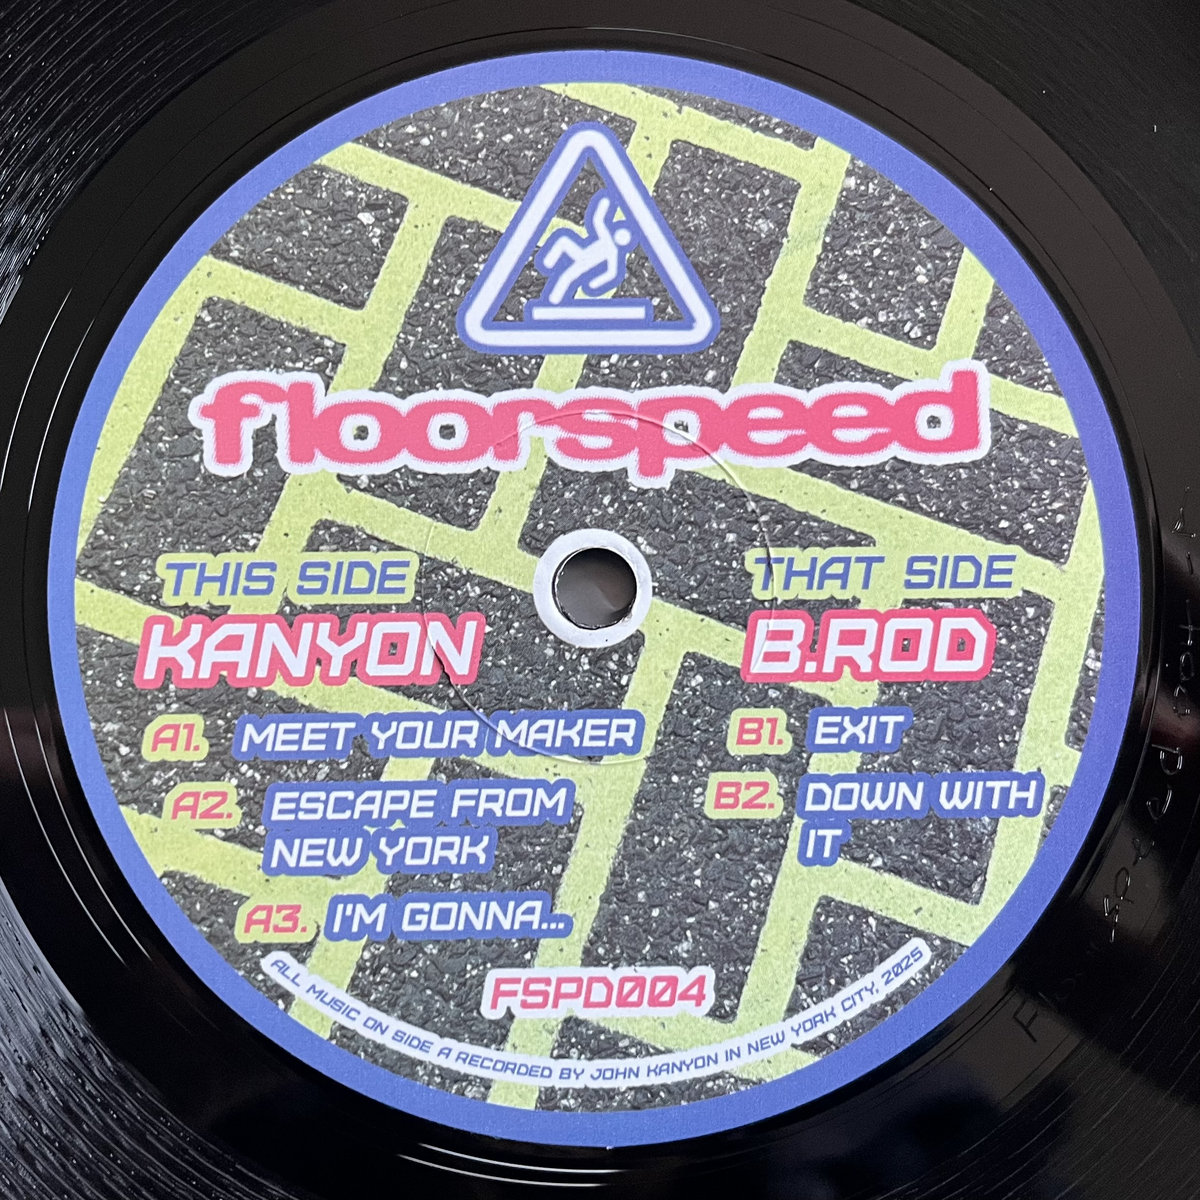 floorspeed
THIS SIDE
KANYON
A1. MEET YOUR MAKER
A2. ESCAPE FROM
NEW YORK
A3. I'M GONNA...
THAT SIDE
B.ROD
B1. EXIT
B2. DOWN WITH
IT
FSPD004
ALL MUSIC ON SIDE A RECORDED BY JOHN KANYON IN NEW YORK CITY, 2025